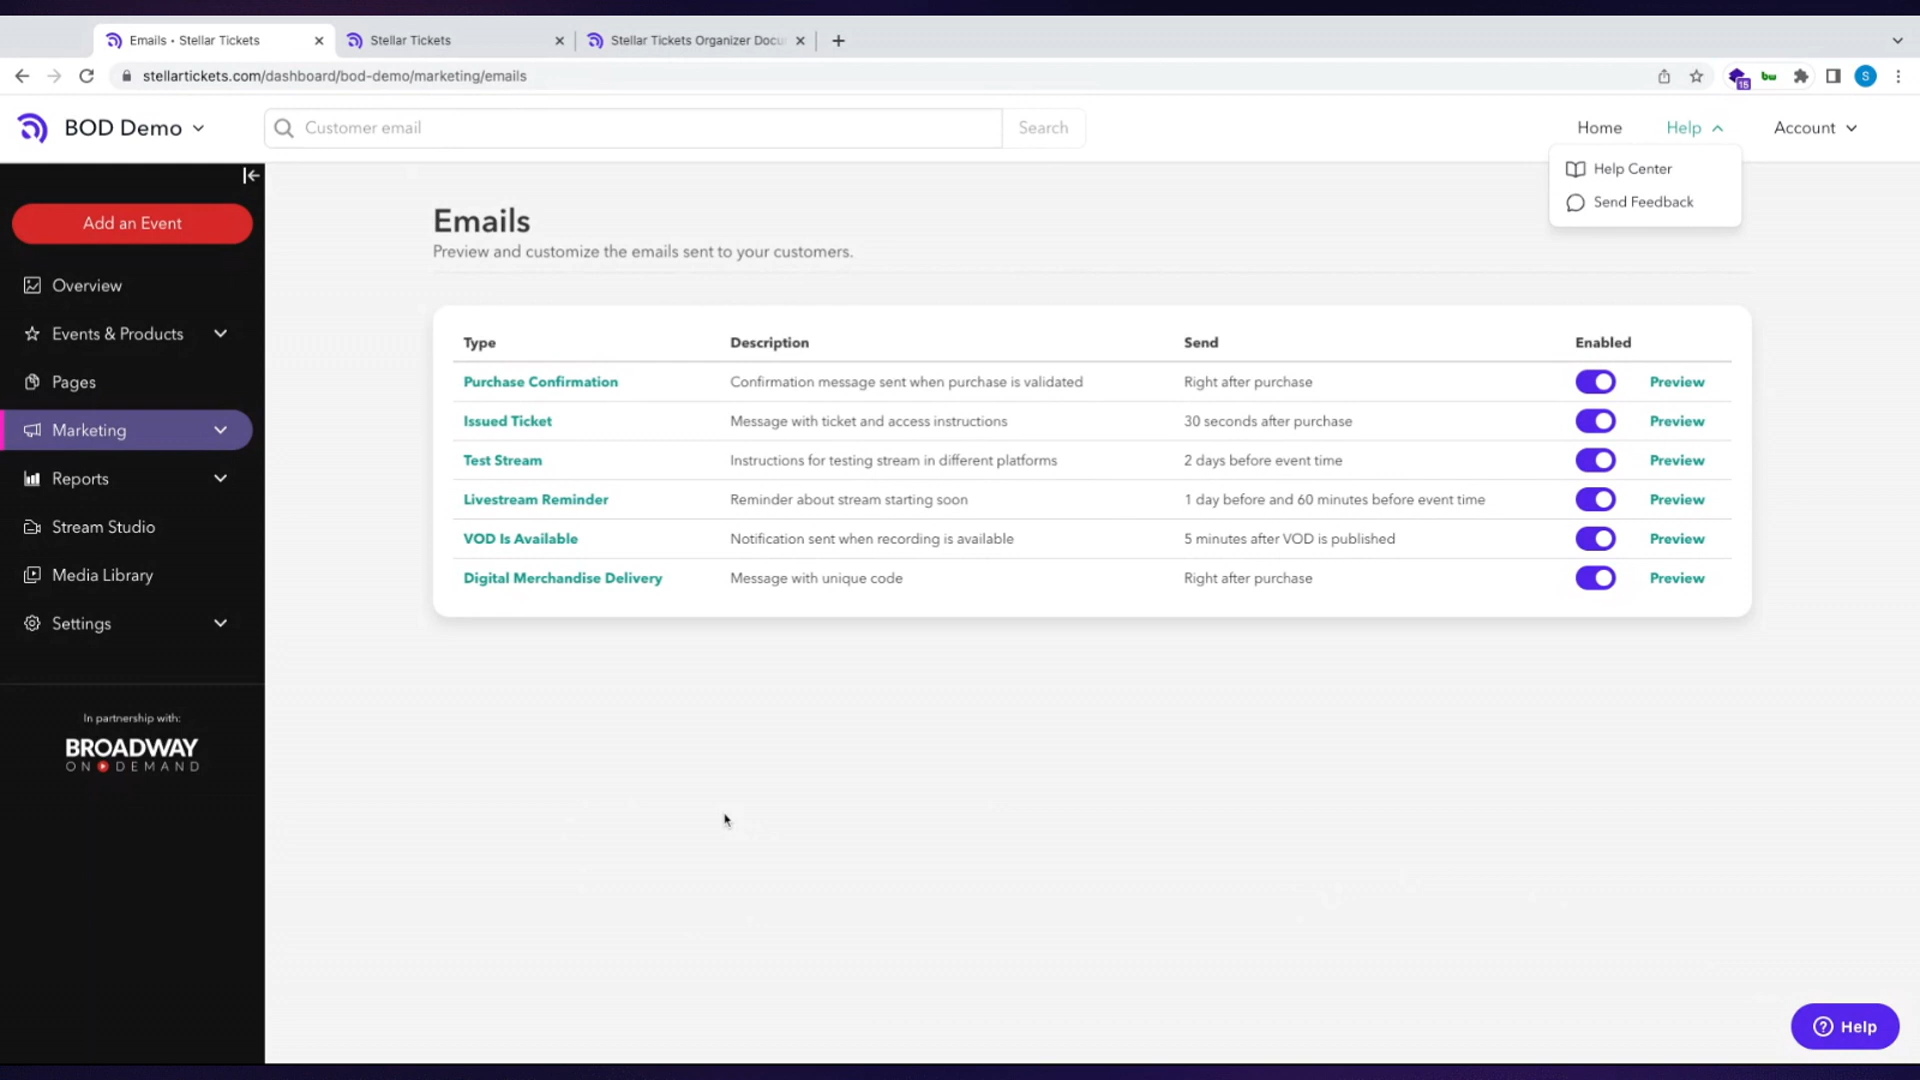 Emails • Stellar Tickets
Stellar Tickets
Stellar Tickets Organizer Docu
stellartickets.com/dashboard/bod-demo/marketing/emails
15
bw
S
BOD Demo
Customer email
Search
Home
Help
Account
Help Center
Send Feedback
Add an Event
Overview
Events & Products
Pages
Marketing
Reports
Stream Studio
Media Library
Settings
In partnership with:
BROADWAY
ON DEMAND
Emails
Preview and customize the emails sent to your customers.
Type Description Send Enabled
Purchase Confirmation Confirmation message sent when purchase is validated Right after purchase Preview
Issued Ticket Message with ticket and access instructions 30 seconds after purchase Preview
Test Stream Instructions for testing stream in different platforms 2 days before event time Preview
Livestream Reminder Reminder about stream starting soon 1 day before and 60 minutes before event time Preview
VOD Is Available Notification sent when recording is available 5 minutes after VOD is published Preview
Digital Merchandise Delivery Message with unique code Right after purchase Preview
Help